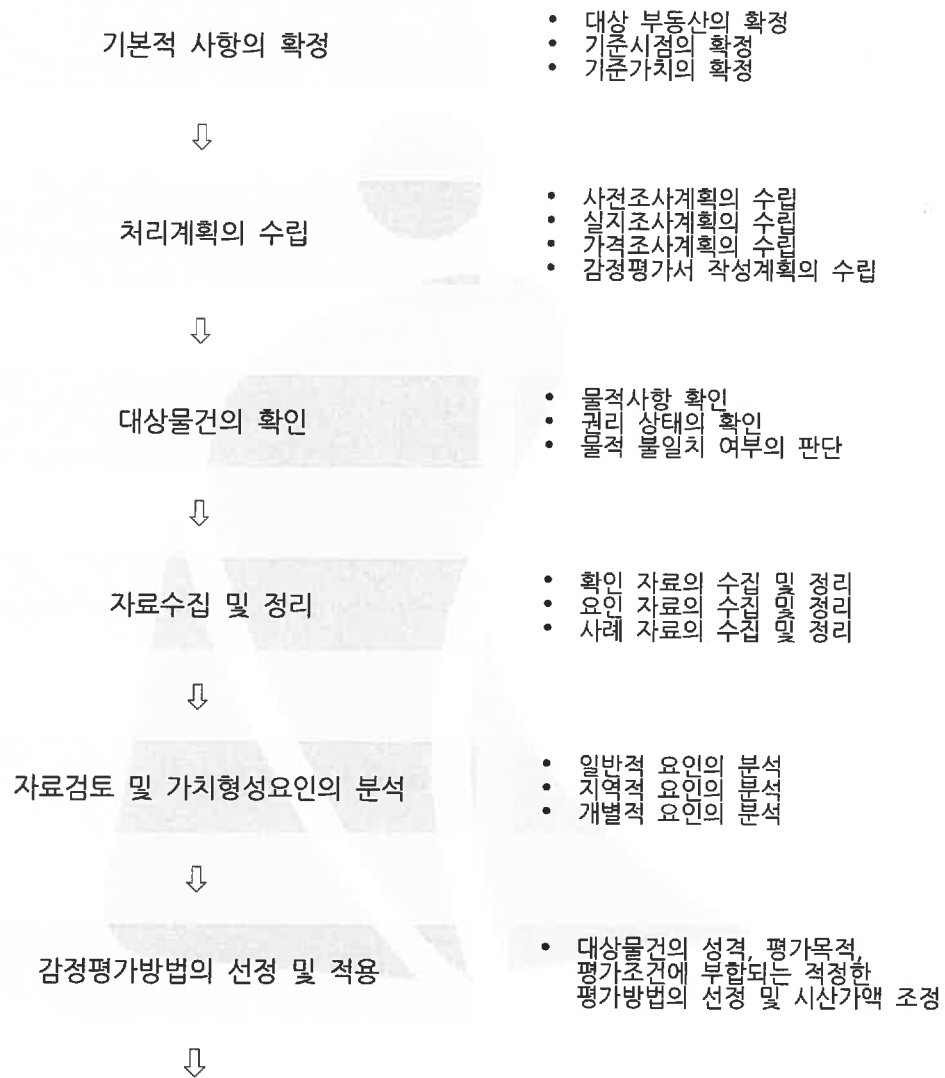 기본적 사항의 확정
• 대상 부동산의 확정
• 기준시점의 확정
• 기준가치의 확정
⇩
처리계획의 수립
• 사전조사계획의 수립
• 실지조사계획의 수립
• 가격조사계획의 수립
• 감정평가서 작성계획의 수립
⇩
대상물건의 확인
• 물적사항 확인
• 권리 상태의 확인
• 물적 불일치 여부의 판단
⇩
자료수집 및 정리
• 확인 자료의 수집 및 정리
• 요인 자료의 수집 및 정리
• 사례 자료의 수집 및 정리
⇩
자료검토 및 가치형성요인의 분석
• 일반적 요인의 분석
• 지역적 요인의 분석
• 개별적 요인의 분석
⇩
감정평가방법의 선정 및 적용
• 대상물건의 성격, 평가목적,
평가조건에 부합되는 적정한
평가방법의 선정 및 시산가액 조정
⇩